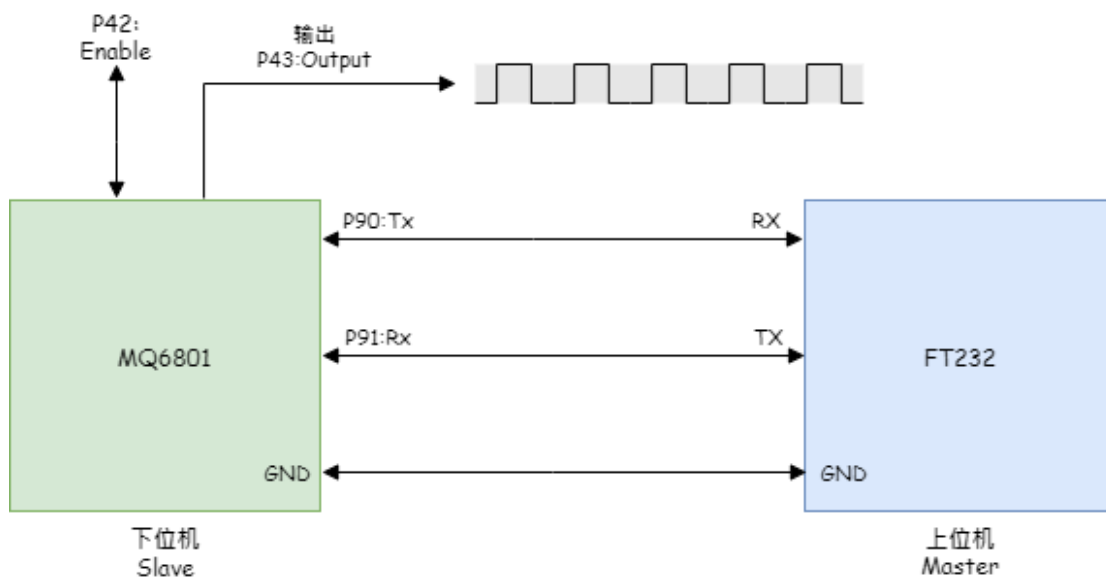 P42:
Enable
输出
P43:Output
P90:Tx
RX
P91:Rx
TX
MQ6801
FT232
GND
GND
下位机
Slave
上位机
Master